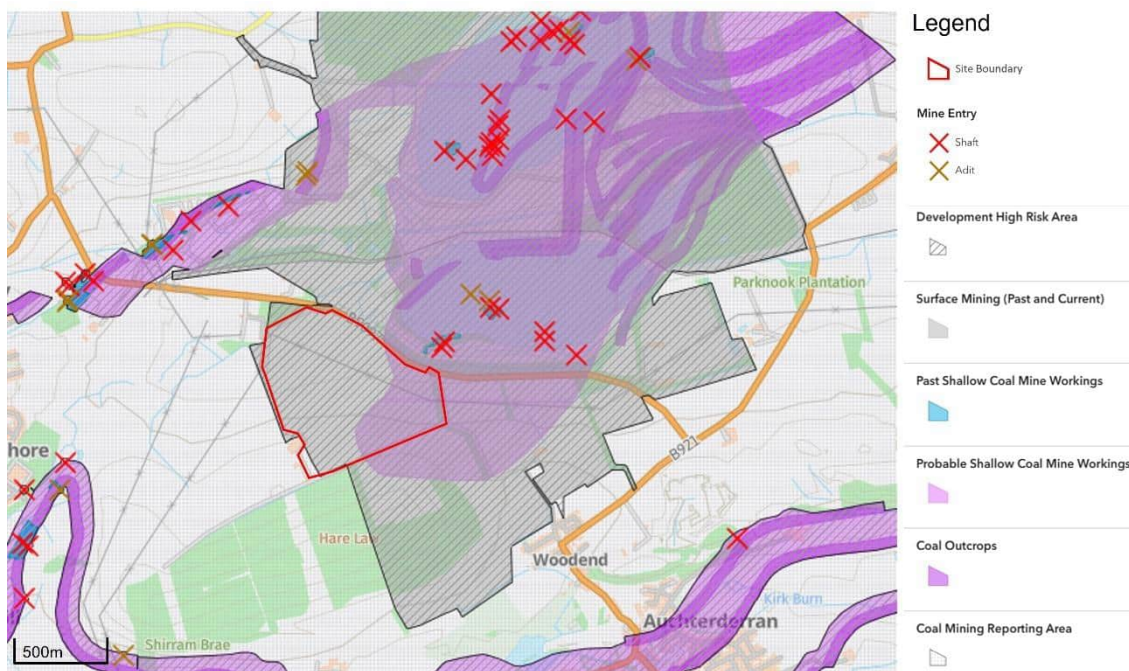 Legend
Site Boundary
Mine Entry
Shaft
Adit
Development High Risk Area
Surface Mining (Past and Current)
Past Shallow Coal Mine Workings
Probable Shallow Coal Mine Workings
Coal Outcrops
Coal Mining Reporting Area
Parknook Plantation
B921
hore
Hare Law
Woodend
Kirk Burn
Auchterderran
Shirram Brae
500m